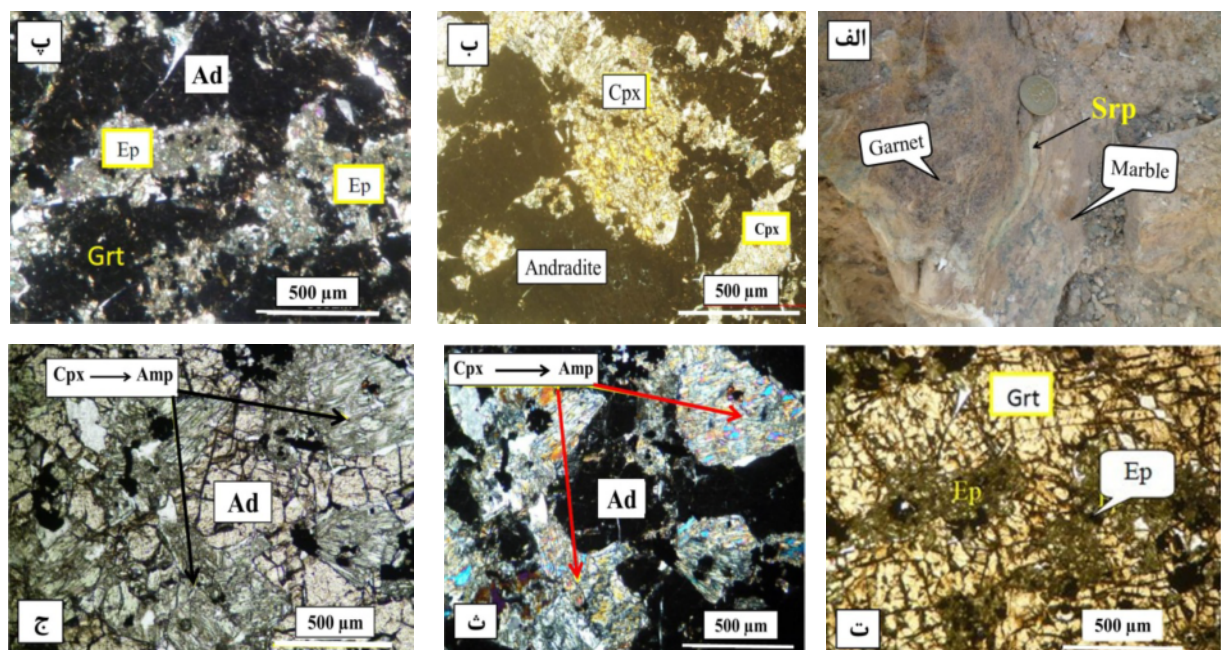 الف
Srp
Garnet
Marble
ب
Cpx
Cpx
Andradite
500 µm
پ
Ad
Ep
Ep
Grt
500 µm
Grt
Ep
Ep
ت
500 µm
Cpx → Amp
Ad
ث
500 µm
Cpx → Amp
Ad
ج
500 µm